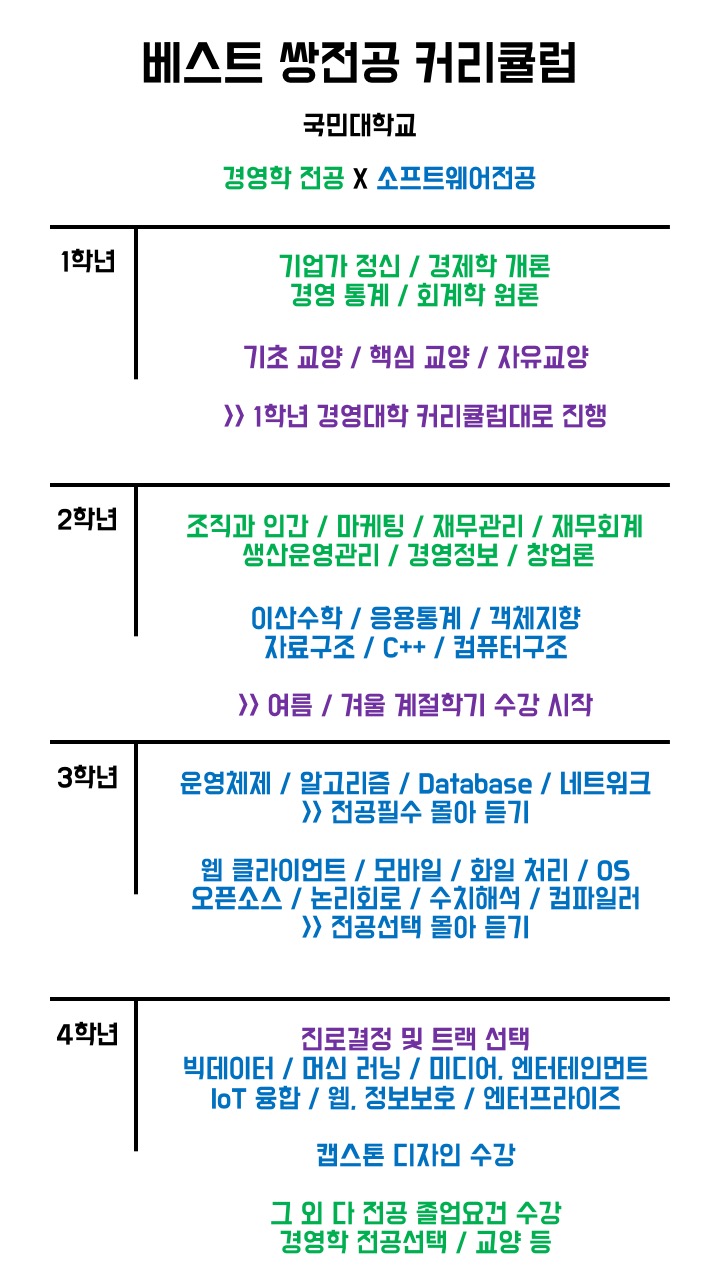 베스트 쌍전공 커리큘럼
국민대학교
경영학 전공 X 소프트웨어전공
1학년
기업가 정신 / 경제학 개론
경영 통계 / 회계학 원론
기초 교양 / 핵심 교양 / 자유교양
>> 1학년 경영대학 커리큘럼대로 진행
2학년
조직과 인간 / 마케팅 / 재무관리 / 재무회계
생산운영관리 / 경영정보 / 창업론
이산수학 / 응용통계 / 객체지향
자료구조 / C++ / 컴퓨터구조
>> 여름 / 겨울 계절학기 수강 시작
3학년
운영체제 / 알고리즘 / Database / 네트워크
>> 전공필수 몰아 듣기
웹 클라이언트 / 모바일 / 화일 처리 / OS
오픈소스 / 논리회로 / 수치해석 / 컴파일러
>> 전공선택 몰아 듣기
4학년
진로결정 및 트랙 선택
빅데이터 / 머신 러닝 / 미디어, 엔터테인먼트
IoT 융합 / 웹, 정보보호 / 엔터프라이즈
캡스톤 디자인 수강
그 외 다 전공 졸업요건 수강
경영학 전공선택 / 교양 등